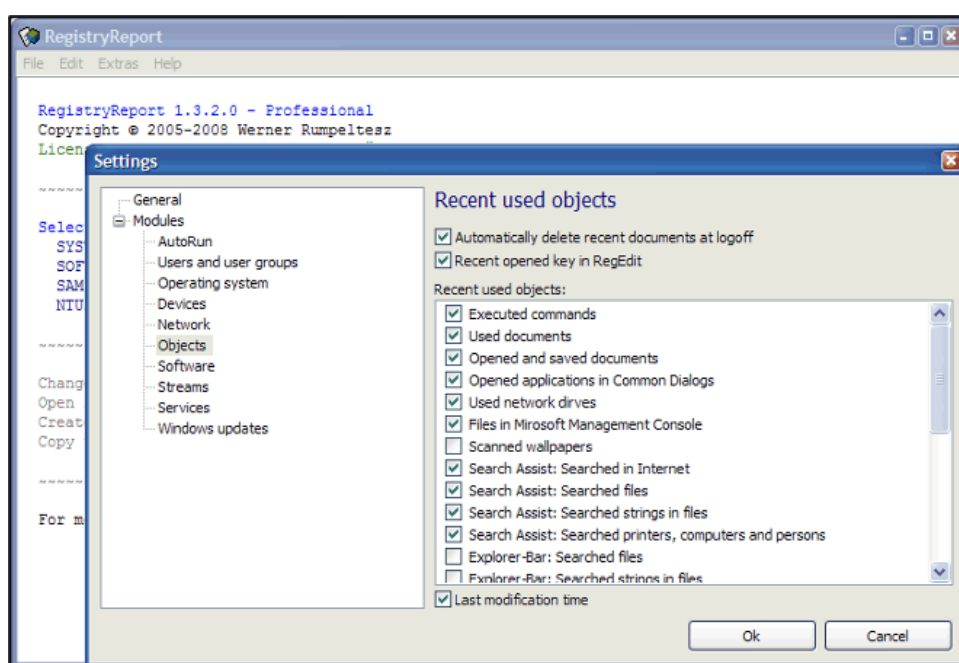 RegistryReport
File Edit Extras Help
RegistryReport 1.3.2.0 - Professional
Copyright © 2005-2008 Werner Rumpeltesz
Settings
General
Modules
AutoRun
Users and user groups
Operating system
Devices
Network
Objects
Software
Streams
Services
Windows updates
Recent used objects
Automatically delete recent documents at logoff
Recent opened key in RegEdit
Recent used objects:
Executed commands
Used documents
Opened and saved documents
Opened applications in Common Dialogs
Used network dirves
Files in Mirosoft Management Console
Scanned wallpapers
Search Assist: Searched in Internet
Search Assist: Searched files
Search Assist: Searched strings in files
Search Assist: Searched printers, computers and persons
Explorer-Bar: Searched files
Explorer-Bar: Searched strings in files
Last modification time
Ok Cancel
Licen
Selec
SYS
SOF
SAM
NTU
Chang
Open
Creat
Copy
For m